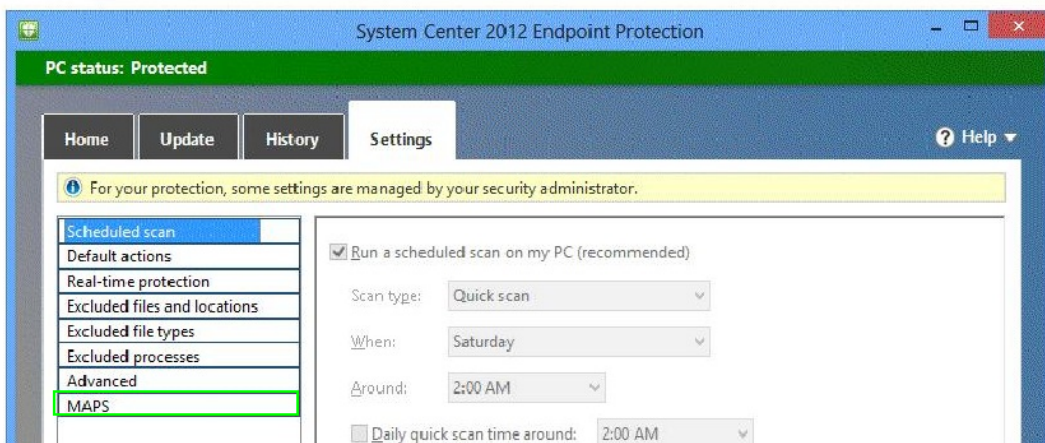 System Center 2012 Endpoint Protection
PC status: Protected
Home Update History Settings Help
For your protection, some settings are managed by your security administrator.
Scheduled scan
Default actions
Real-time protection
Excluded files and locations
Excluded file types
Excluded processes
Advanced
MAPS
Run a scheduled scan on my PC (recommended)
Scan type: Quick scan
When: Saturday
Around: 2:00 AM
Daily quick scan time around: 2:00 AM